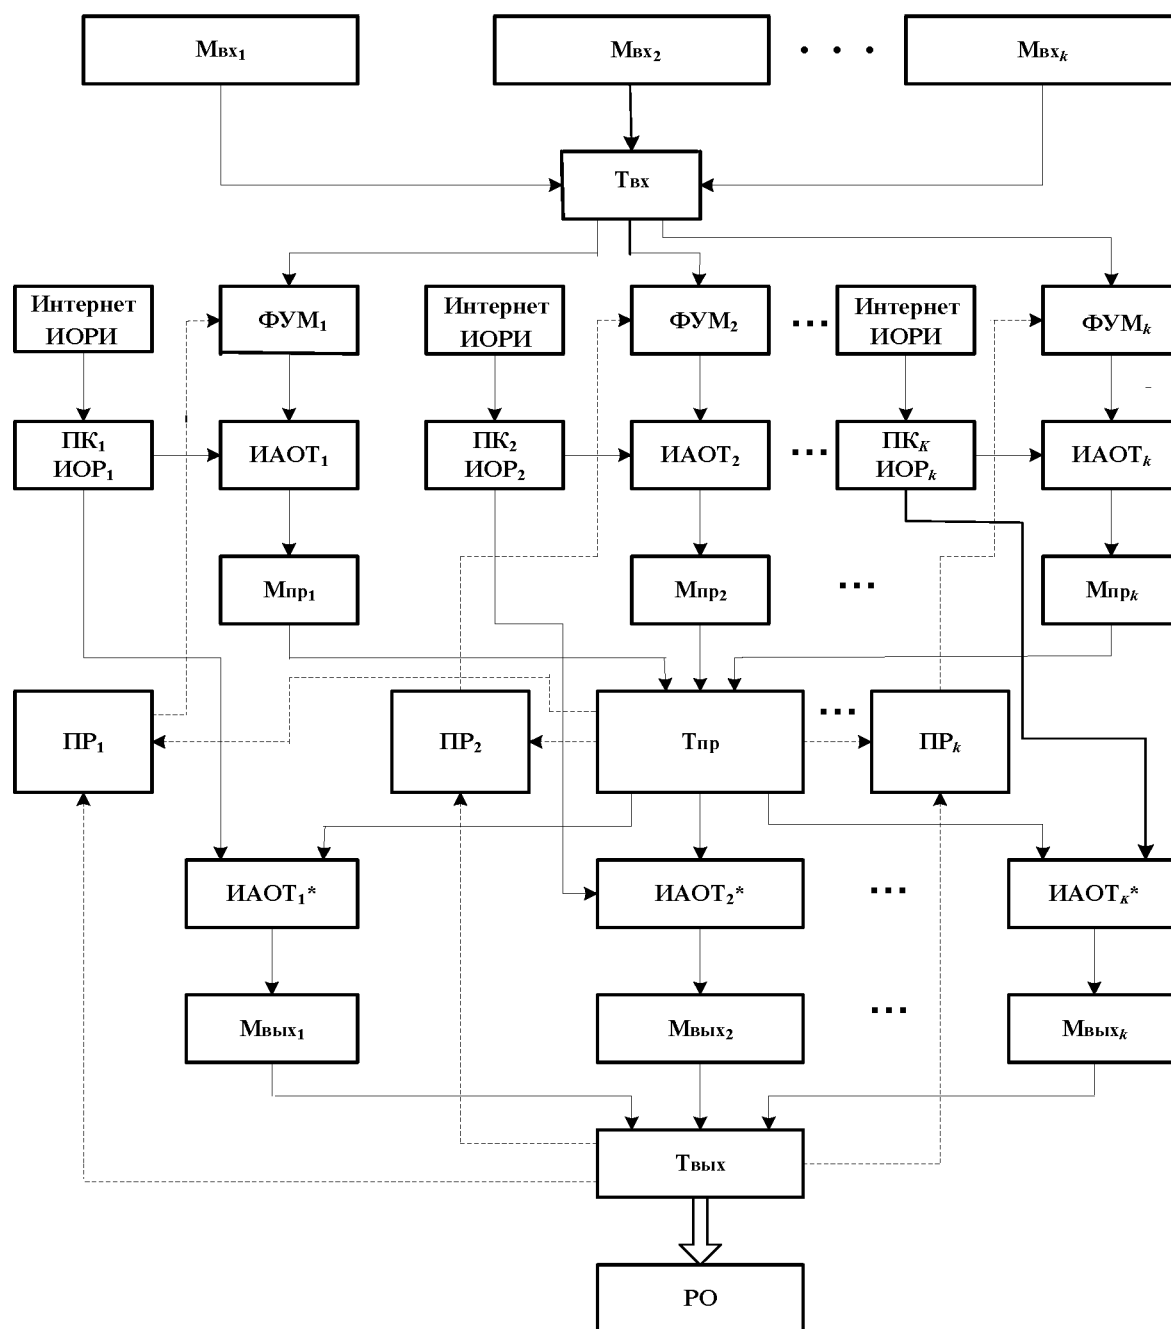 Мвх₁
Мвх₂
. . .
Мвхₖ
Твх
Интернет
ИОРИ
ФУМ₁
Интернет
ИОРИ
ФУМ₂
...
Интернет
ИОРИ
ФУМₖ
ПК₁
ИОР₁
ИАОТ₁
ПК₂
ИОР₂
ИАОТ₂
...
ПКK
ИОРₖ
ИАОТₖ
Мпр₁
Мпр₂
...
Мпрₖ
ПР₁
ПР₂
Тпр
...
ПРₖ
ИАОТ₁*
ИАОТ₂*
...
ИАОТк*
Мвых₁
Мвых₂
...
Мвыхₖ
Твых
РО